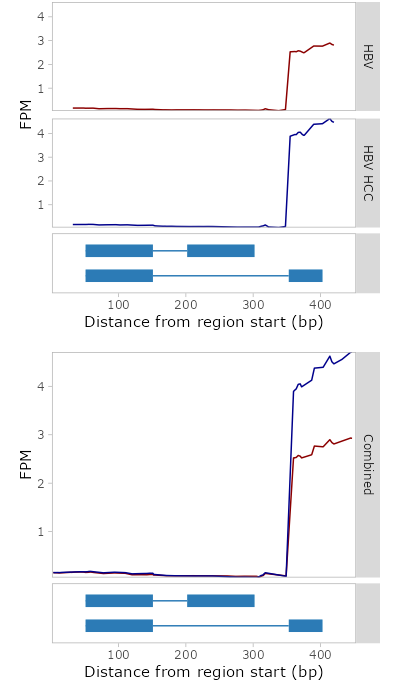 4
3
2
1
HBV
FPM
4
3
2
1
HBV HCC
100
200
300
400
Distance from region start (bp)
4
3
2
1
FPM
Combined
100
200
300
400
Distance from region start (bp)